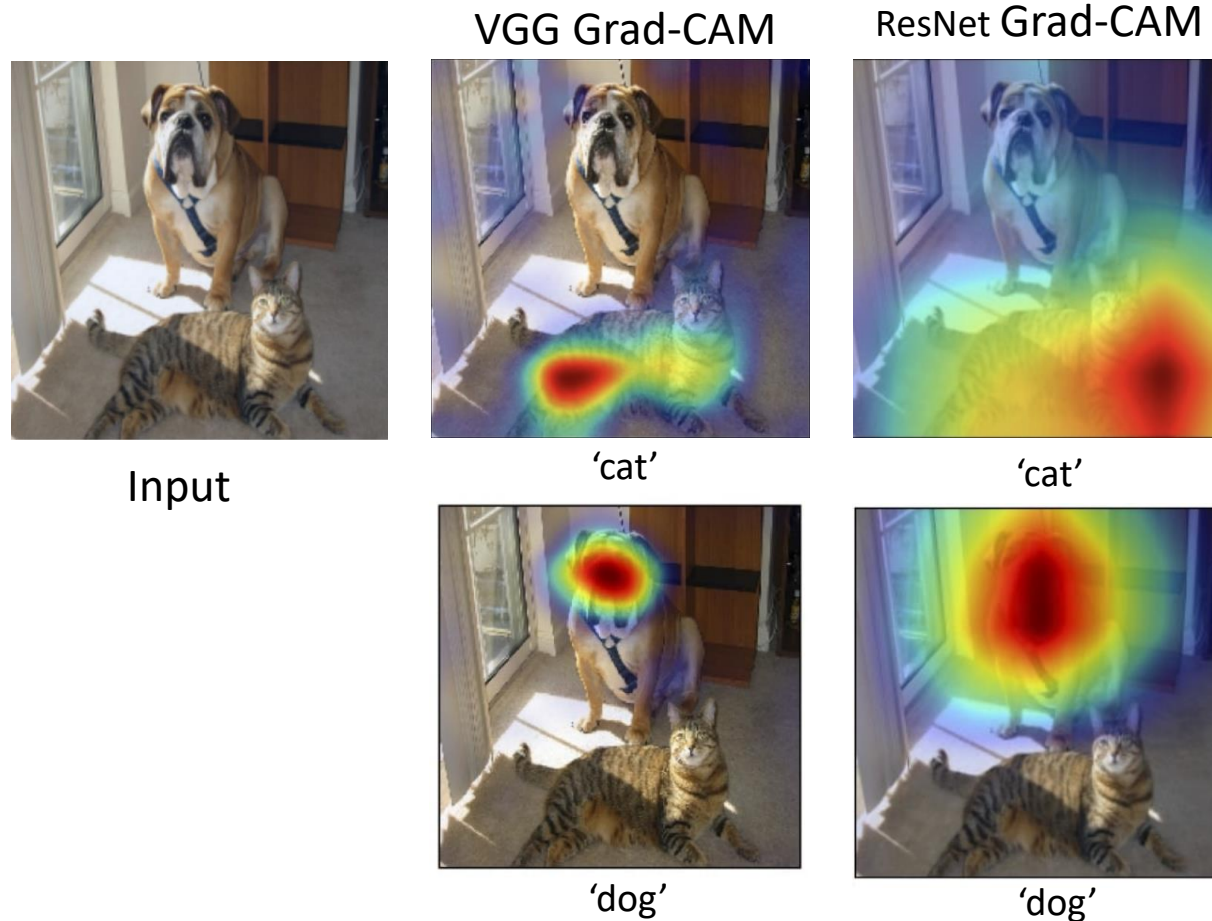 VGG Grad-CAM
ResNet Grad-CAM
Input
‘cat’
‘cat’
‘dog’
‘dog’